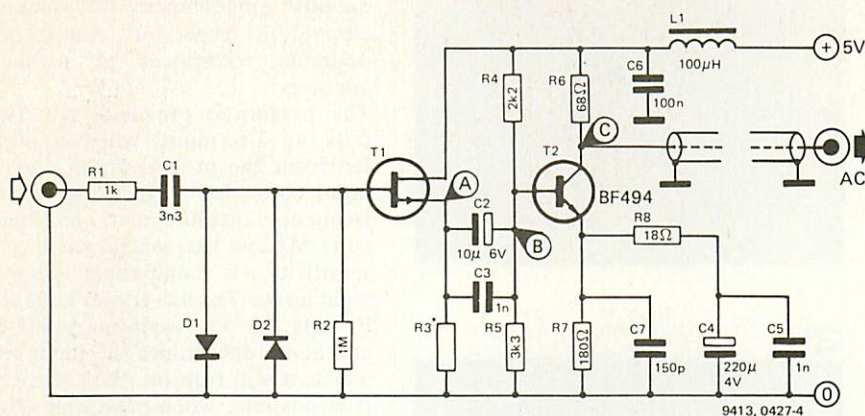 L1
100µH
+
5V
R4
2k2
R6
68Ω
C6
100n
C
T1
T2
AC
R1
1k
C1
3n3
A
BF494
C2
10µ 6V
B
R8
18Ω
C3
1n
D1
D2
R2
1M
R3*
R5
3k3
R7
180Ω
C7
150p
C4
220µ
4V
C5
1n
0
9413, 0427-4